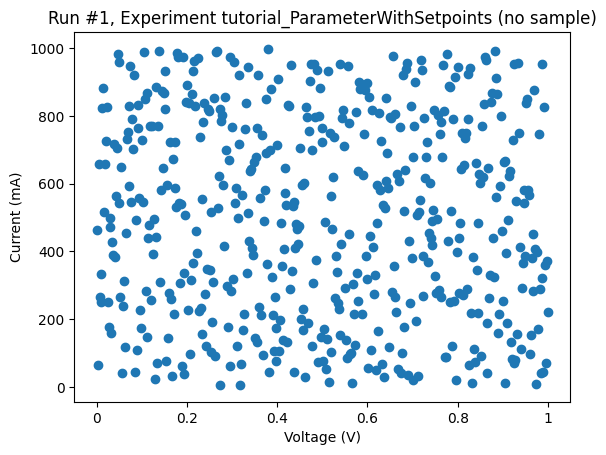 Run #1, Experiment tutorial_ParameterWithSetpoints (no sample)
1000
800
600
400
200
0
Current (mA)
0 0.2 0.4 0.6 0.8 1
Voltage (V)